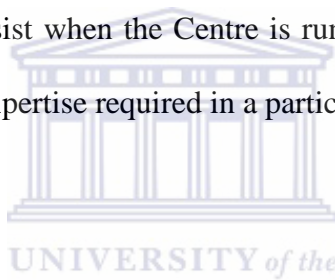 sist when the Centre is run
pertise required in a partic
UNIVERSITY of the